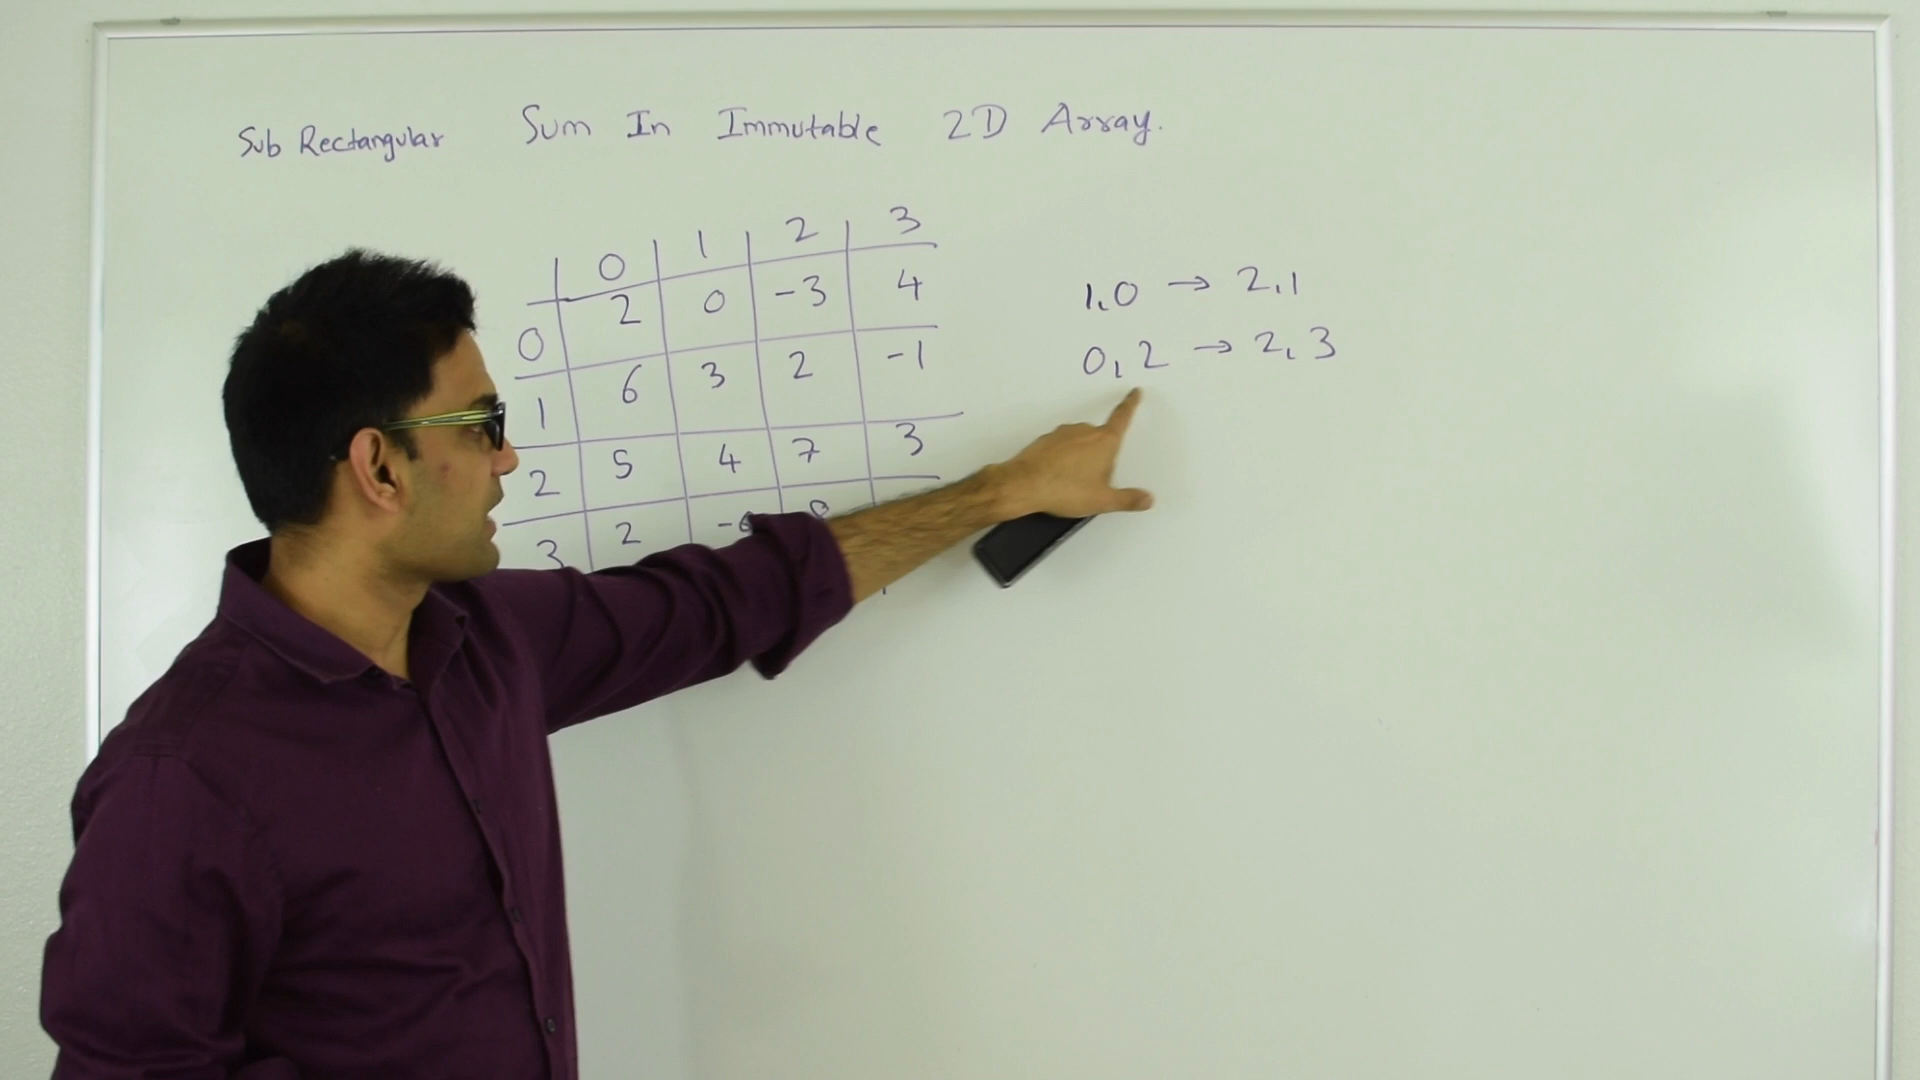 Sub Rectangular Sum In Immutable 2D Array.
0 1 2 3
0 2 0 -3 4
1 6 3 2 -1
2 5 4 7 3
3 2
1,0 → 2,1
0,2 → 2,3